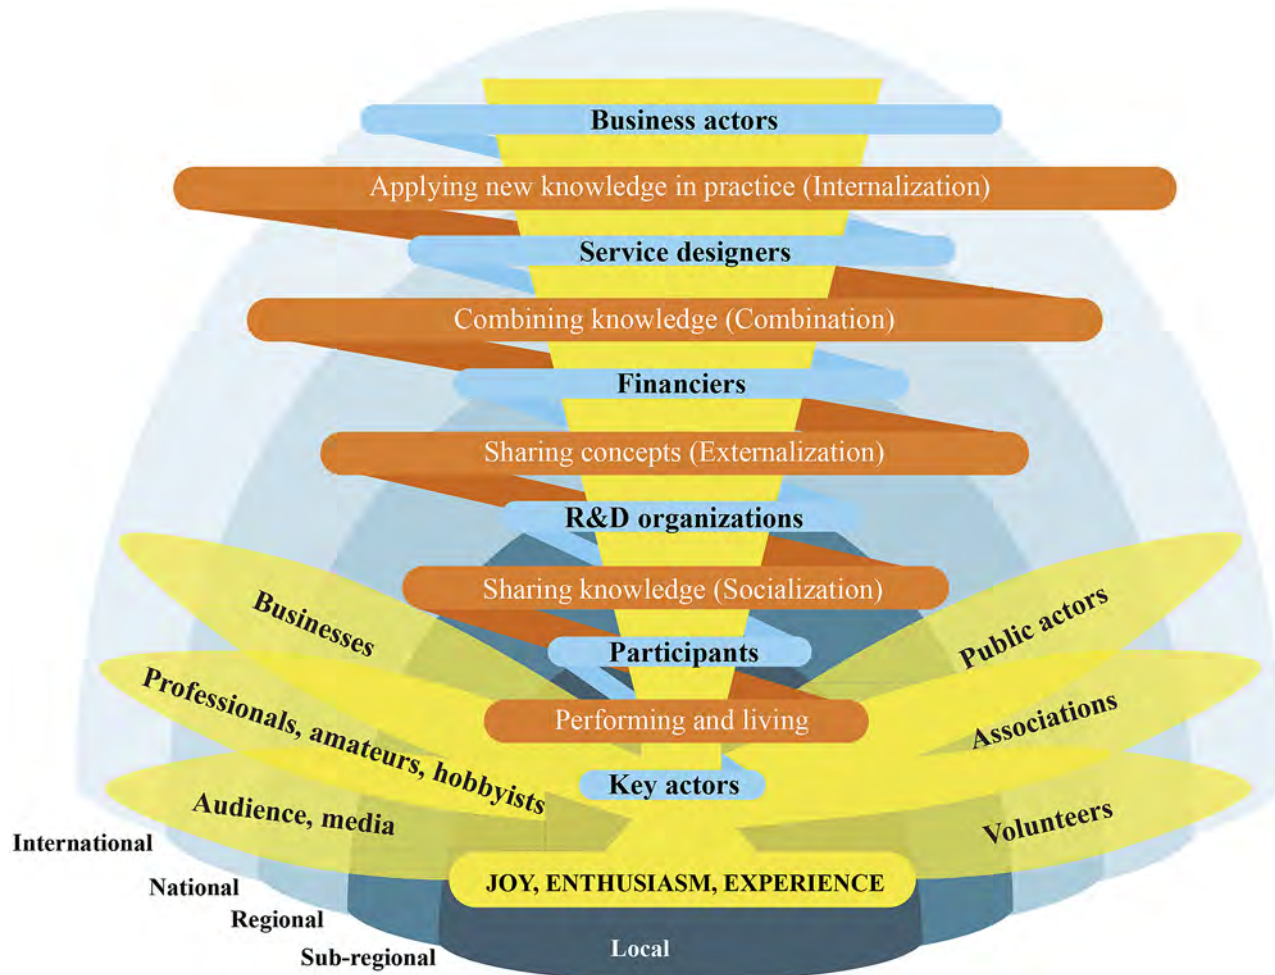 Business actors
Applying new knowledge in practice (Internalization)
Service designers
Combining knowledge (Combination)
Financiers
Sharing concepts (Externalization)
R&D organizations
Sharing knowledge (Socialization)
Businesses
Public actors
Participants
Professionals, amateurs, hobbyists
Performing and living
Associations
Key actors
Audience, media
Volunteers
International
JOY, ENTHUSIASM, EXPERIENCE
National
Regional
Sub-regional
Local